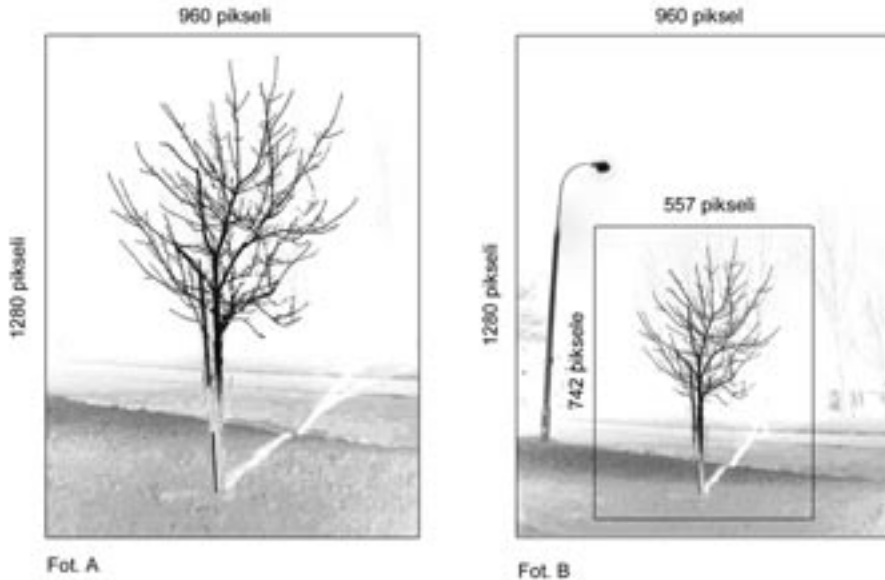 960 pikseli
1280 pikseli
Fot. A
960 piksel
1280 pikseli
557 pikseli
742 piksele
Fot. B